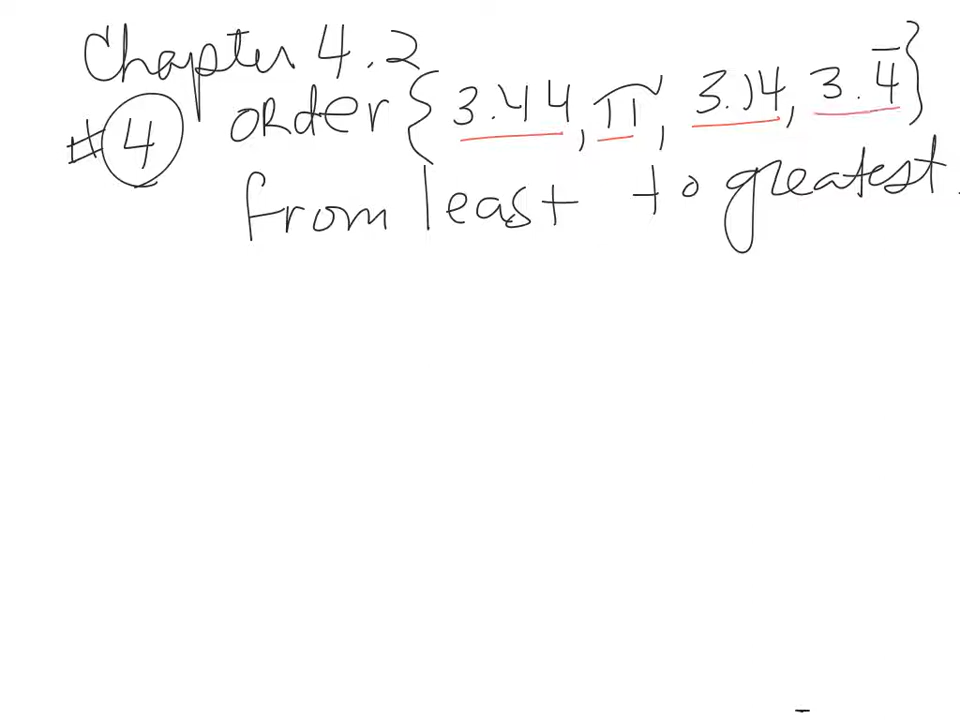 Chapter 4.2
#4 order {3.44, π, 3.14, 3.4̅}
from least to greatest.